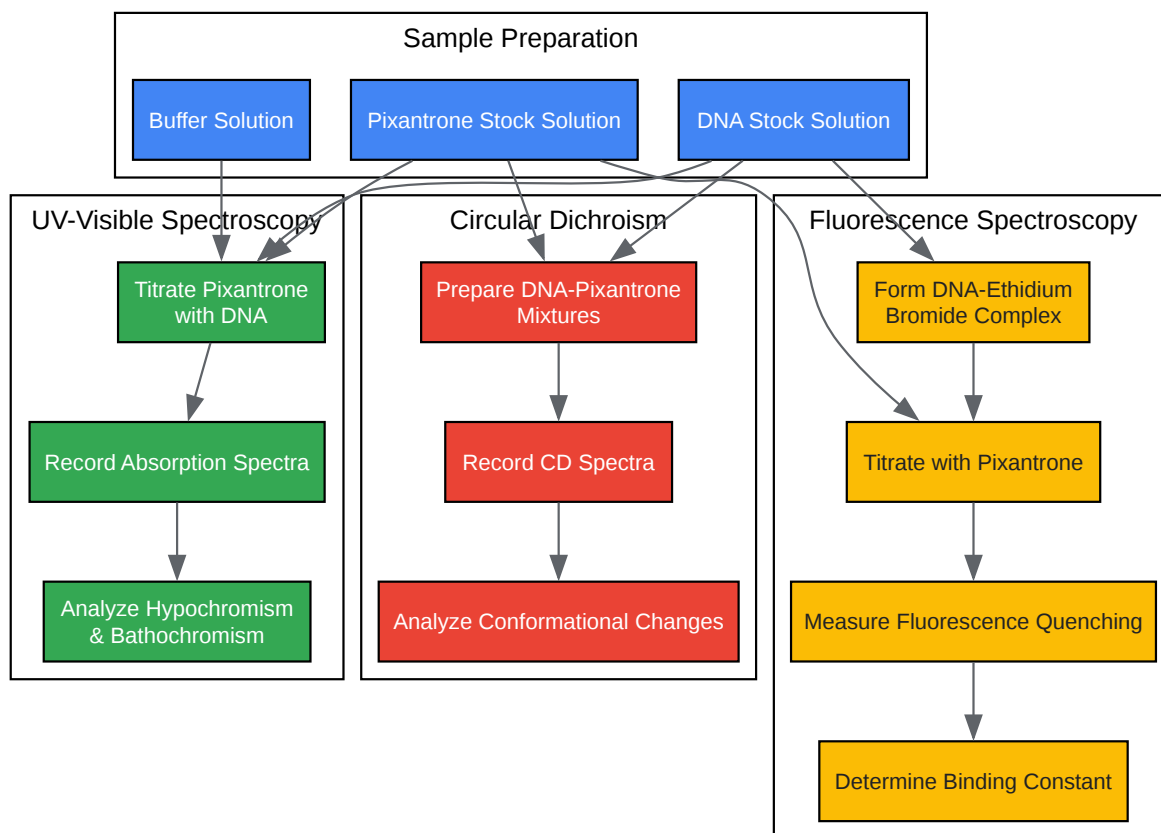 Sample Preparation
Buffer Solution
Pixantrone Stock Solution
DNA Stock Solution
UV-Visible Spectroscopy
Titrate Pixantrone
with DNA
Record Absorption Spectra
Analyze Hypochromism
& Bathochromism
Circular Dichroism
Prepare DNA-Pixantrone
Mixtures
Record CD Spectra
Analyze Conformational Changes
Fluorescence Spectroscopy
Form DNA-Ethidium
Bromide Complex
Titrate with Pixantrone
Measure Fluorescence Quenching
Determine Binding Constant